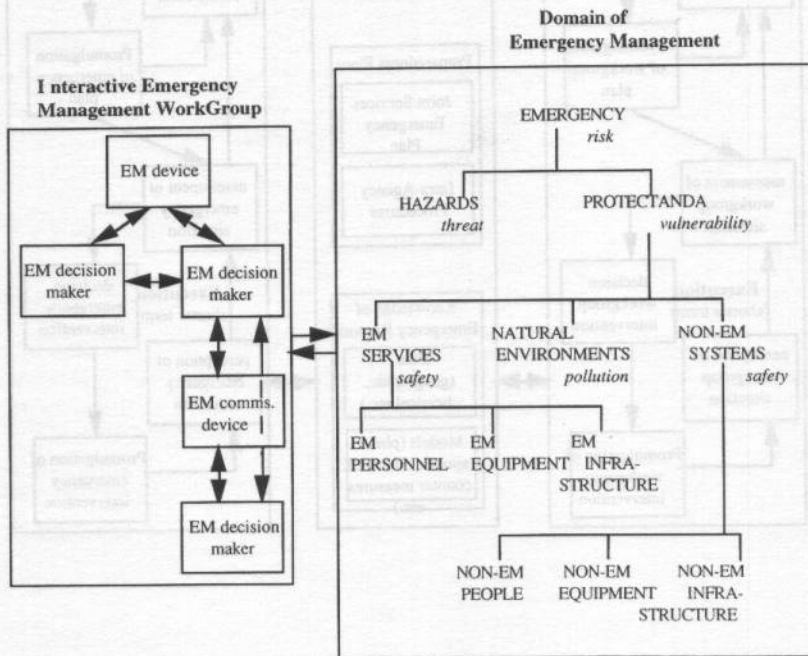 Domain of
Emergency Management
I nteractive Emergency
Management WorkGroup
EM device
EM decision
maker
EM decision
maker
EM comms.
device
EM decision
maker
EMERGENCY
risk
HAZARDS
threat
PROTECTANDA
vulnerability
EM
SERVICES
safety
NATURAL
ENVIRONMENTS
pollution
NON-EM
SYSTEMS
safety
EM
PERSONNEL
EM
EQUIPMENT
EM
INFRA-
STRUCTURE
NON-EM
PEOPLE
NON-EM
EQUIPMENT
NON-EM
INFRA-
STRUCTURE